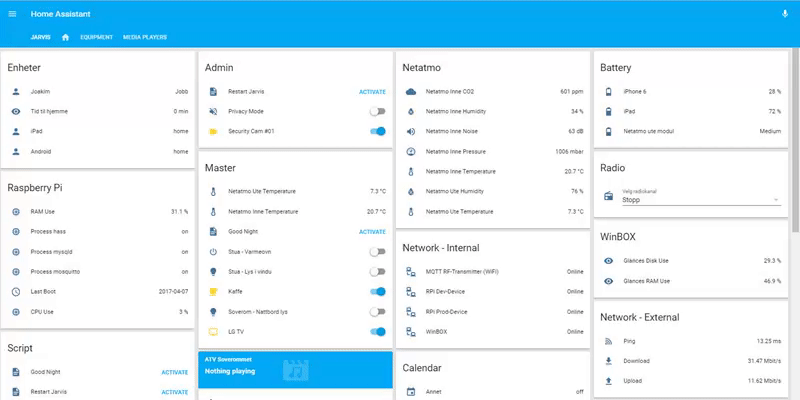 Home Assistant
JARVIS EQUIPMENT MEDIA PLAYERS
Enheter
Joakim Jobb
Tid til hjemme 0 min
iPad home
Android home
Raspberry Pi
RAM Use 31.1 %
Process hass on
Process mysqld on
Process mosquitto on
Last Boot 2017-04-07
CPU Use 3 %
Script
Good Night ACTIVATE
Restart Jarvis ACTIVATE
Admin
Restart Jarvis ACTIVATE
Privacy Mode
Security Cam #01
Master
Netatmo Ute Temperature 7.3 °C
Netatmo Inne Temperature 20.7 °C
Good Night ACTIVATE
Stua - Varmeovn
Stua - Lys i vindu
Kaffe
Soverom - Nattbord lys
LG TV
ATV Soverommet
Nothing playing
Netatmo
Netatmo Inne CO2 601 ppm
Netatmo Inne Humidity 34 %
Netatmo Inne Noise 63 dB
Netatmo Inne Pressure 1006 mbar
Netatmo Inne Temperature 20.7 °C
Netatmo Ute Humidity 76 %
Netatmo Ute Temperature 7.3 °C
Network - Internal
MQTT RF-Transmitter (WiFi) Online
RPi Dev-Device Online
RPi Prod-Device Online
WinBOX Online
Calendar
Annet off
Battery
iPhone 6 28 %
iPad 72 %
Netatmo ute modul Medium
Radio
Velg radiokanal
Stopp
WinBOX
Glances Disk Use 29.3 %
Glances RAM Use 46.9 %
Network - External
Ping 13.25 ms
Download 31.47 Mbit/s
Upload 11.62 Mbit/s